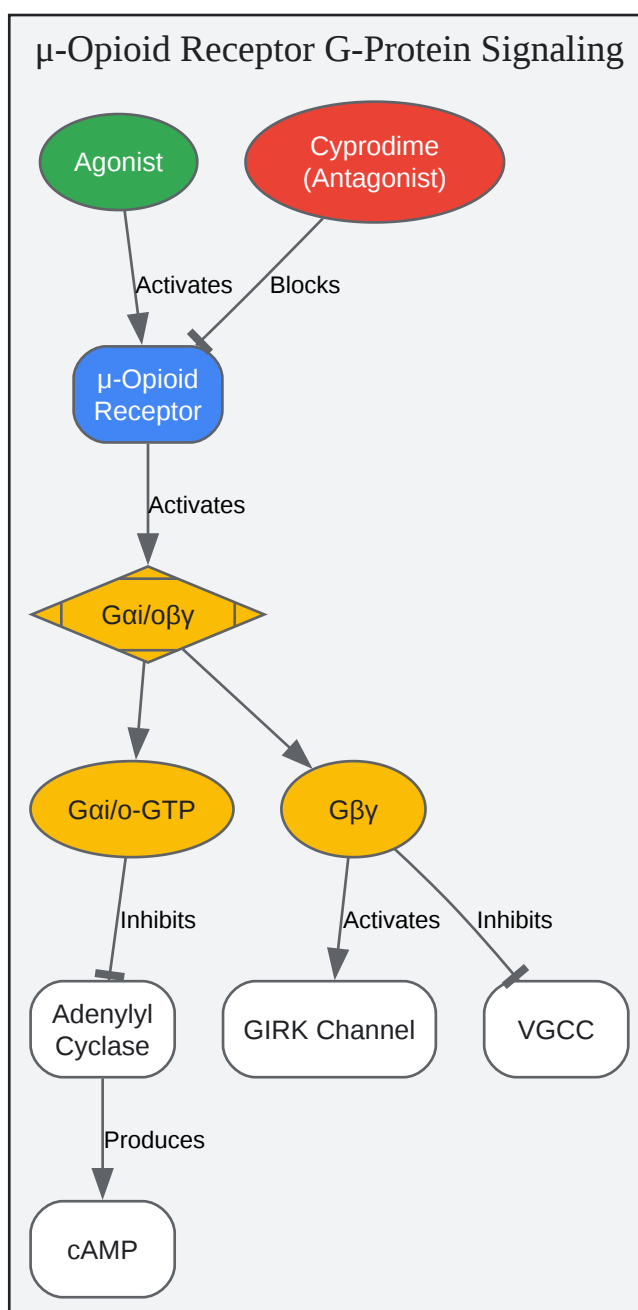 μ-Opioid Receptor G-Protein Signaling
Agonist
Cyprodime
(Antagonist)
Activates
Blocks
μ-Opioid
Receptor
Activates
Gαi/oβγ
Gαi/o-GTP
Gβγ
Inhibits
Activates
Inhibits
Adenylyl
Cyclase
GIRK Channel
VGCC
Produces
cAMP